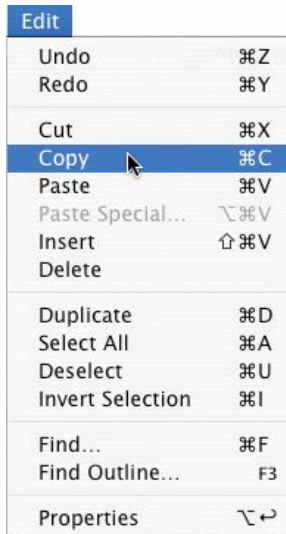 Edit
Undo ⌘Z
Redo ⌘Y
Cut ⌘X
Copy ⌘C
Paste ⌘V
Paste Special... ⌥⌘V
Insert ⇧⌘V
Delete
Duplicate ⌘D
Select All ⌘A
Deselect ⌘U
Invert Selection ⌘I
Find... ⌘F
Find Outline... F3
Properties ⌥↩